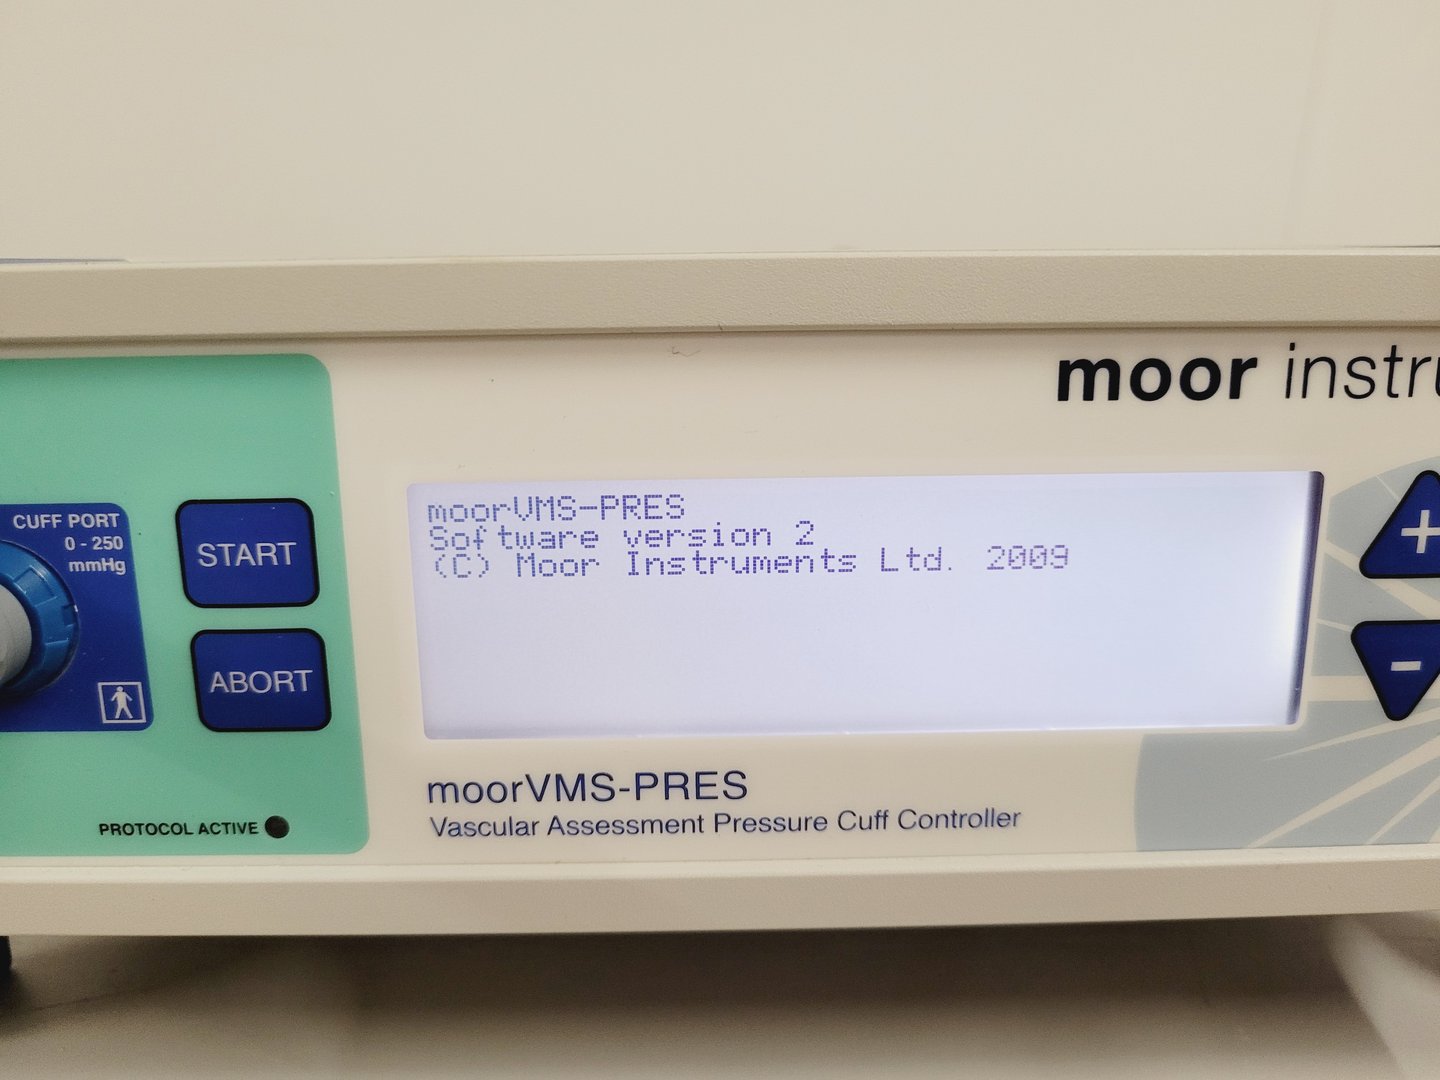 moor instru
CUFF PORT
0 - 250
mmHg
START
ABORT
PROTOCOL ACTIVE
moorVMS-PRES
Software version 2
(C) Moor Instruments Ltd. 2009
+
-
moorVMS-PRES
Vascular Assessment Pressure Cuff Controller